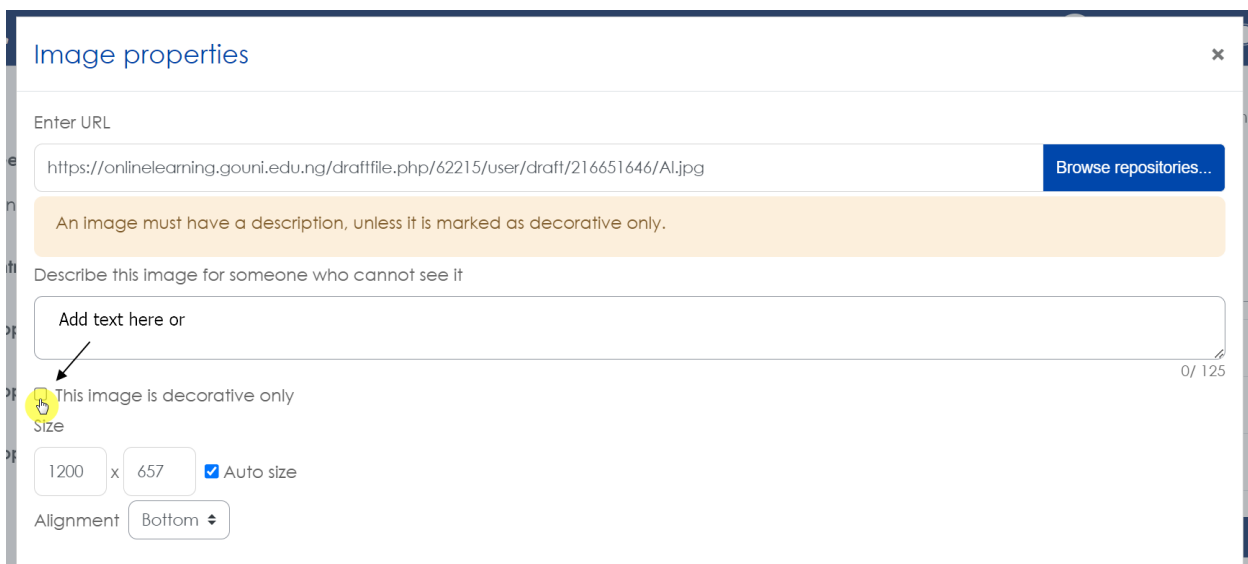 Image properties
×
Enter URL
https://onlinelearning.gouni.edu.ng/draftfile.php/62215/user/draft/216651646/AI.jpg
Browse repositories...
An image must have a description, unless it is marked as decorative only.
Describe this image for someone who cannot see it
Add text here or
0/ 125
This image is decorative only
Size
1200 x 657 Auto size
Alignment Bottom